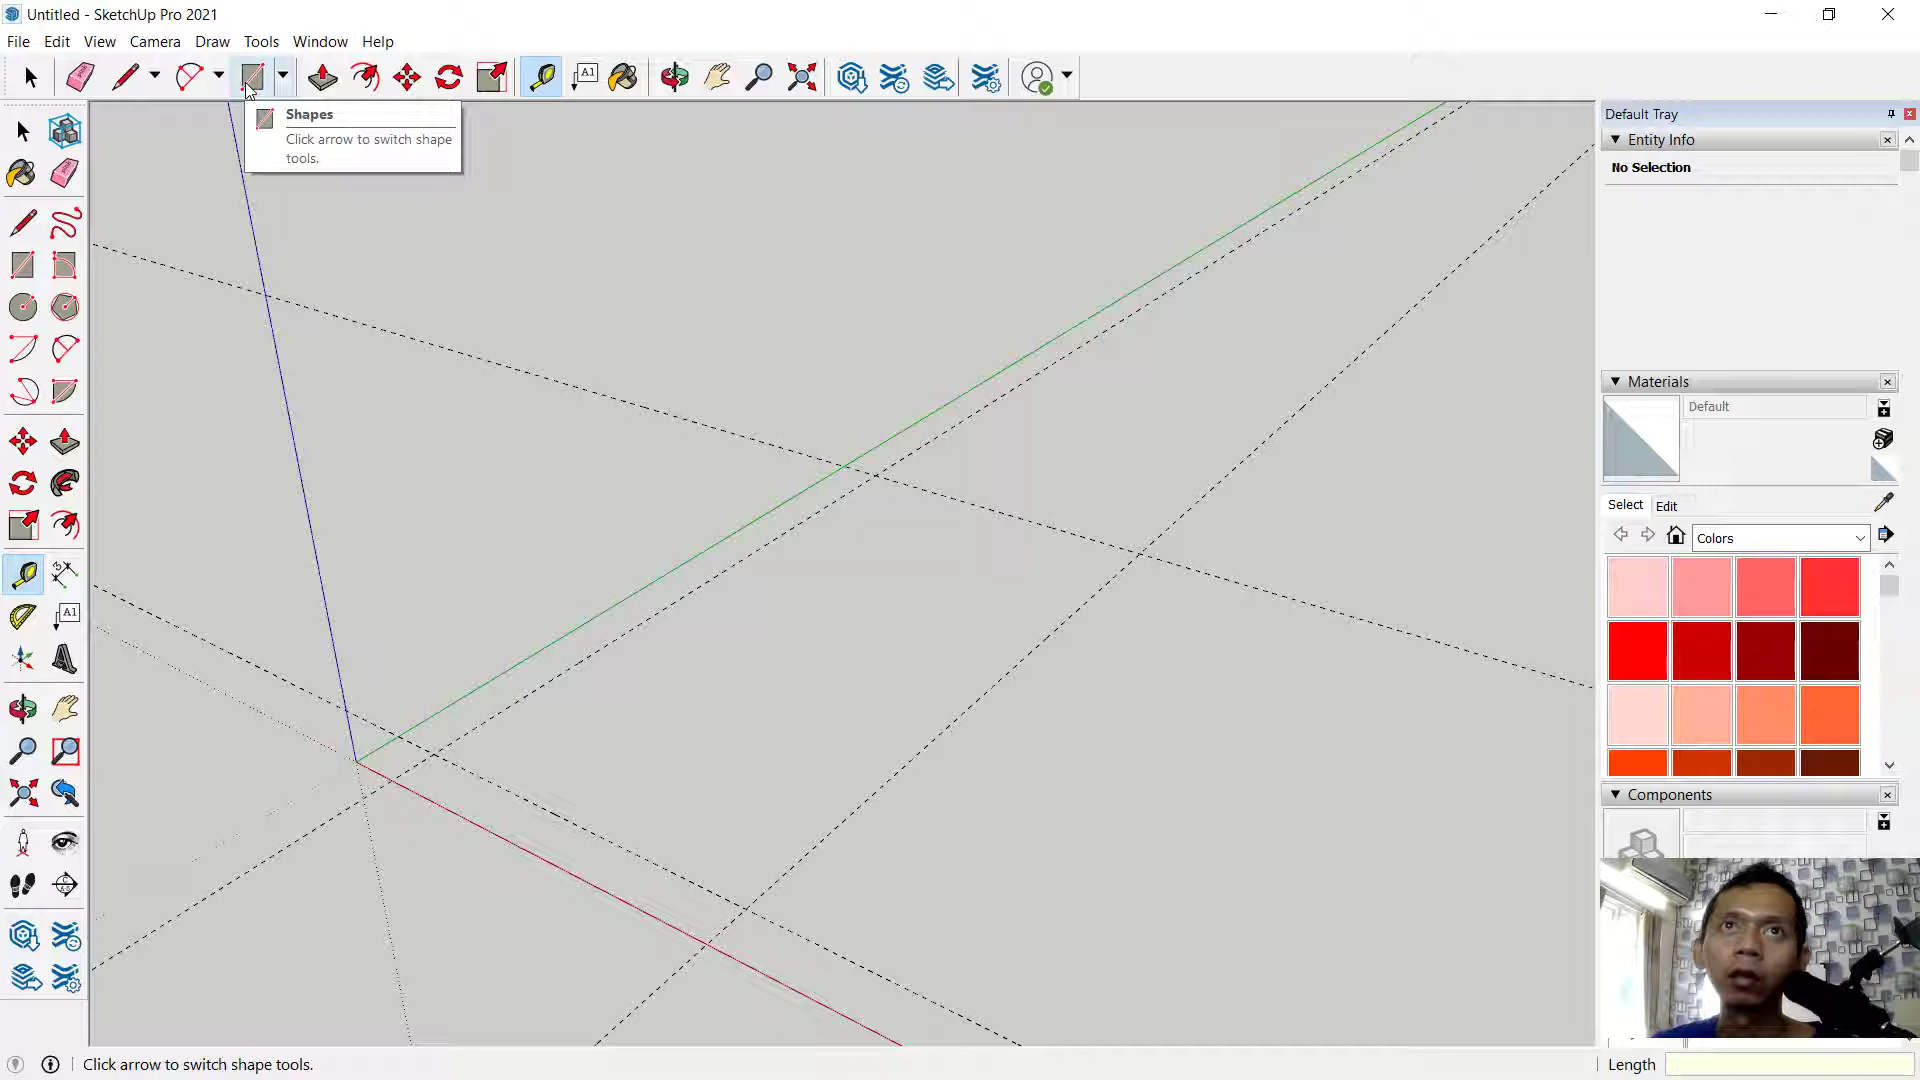 Untitled - SketchUp Pro 2021
File Edit View Camera Draw Tools Window Help
A1
Shapes
Click arrow to switch shape
tools.
Default Tray
Entity Info
No Selection
Materials
Default
Select Edit
Colors
A1
Components
Click arrow to switch shape tools.
Length